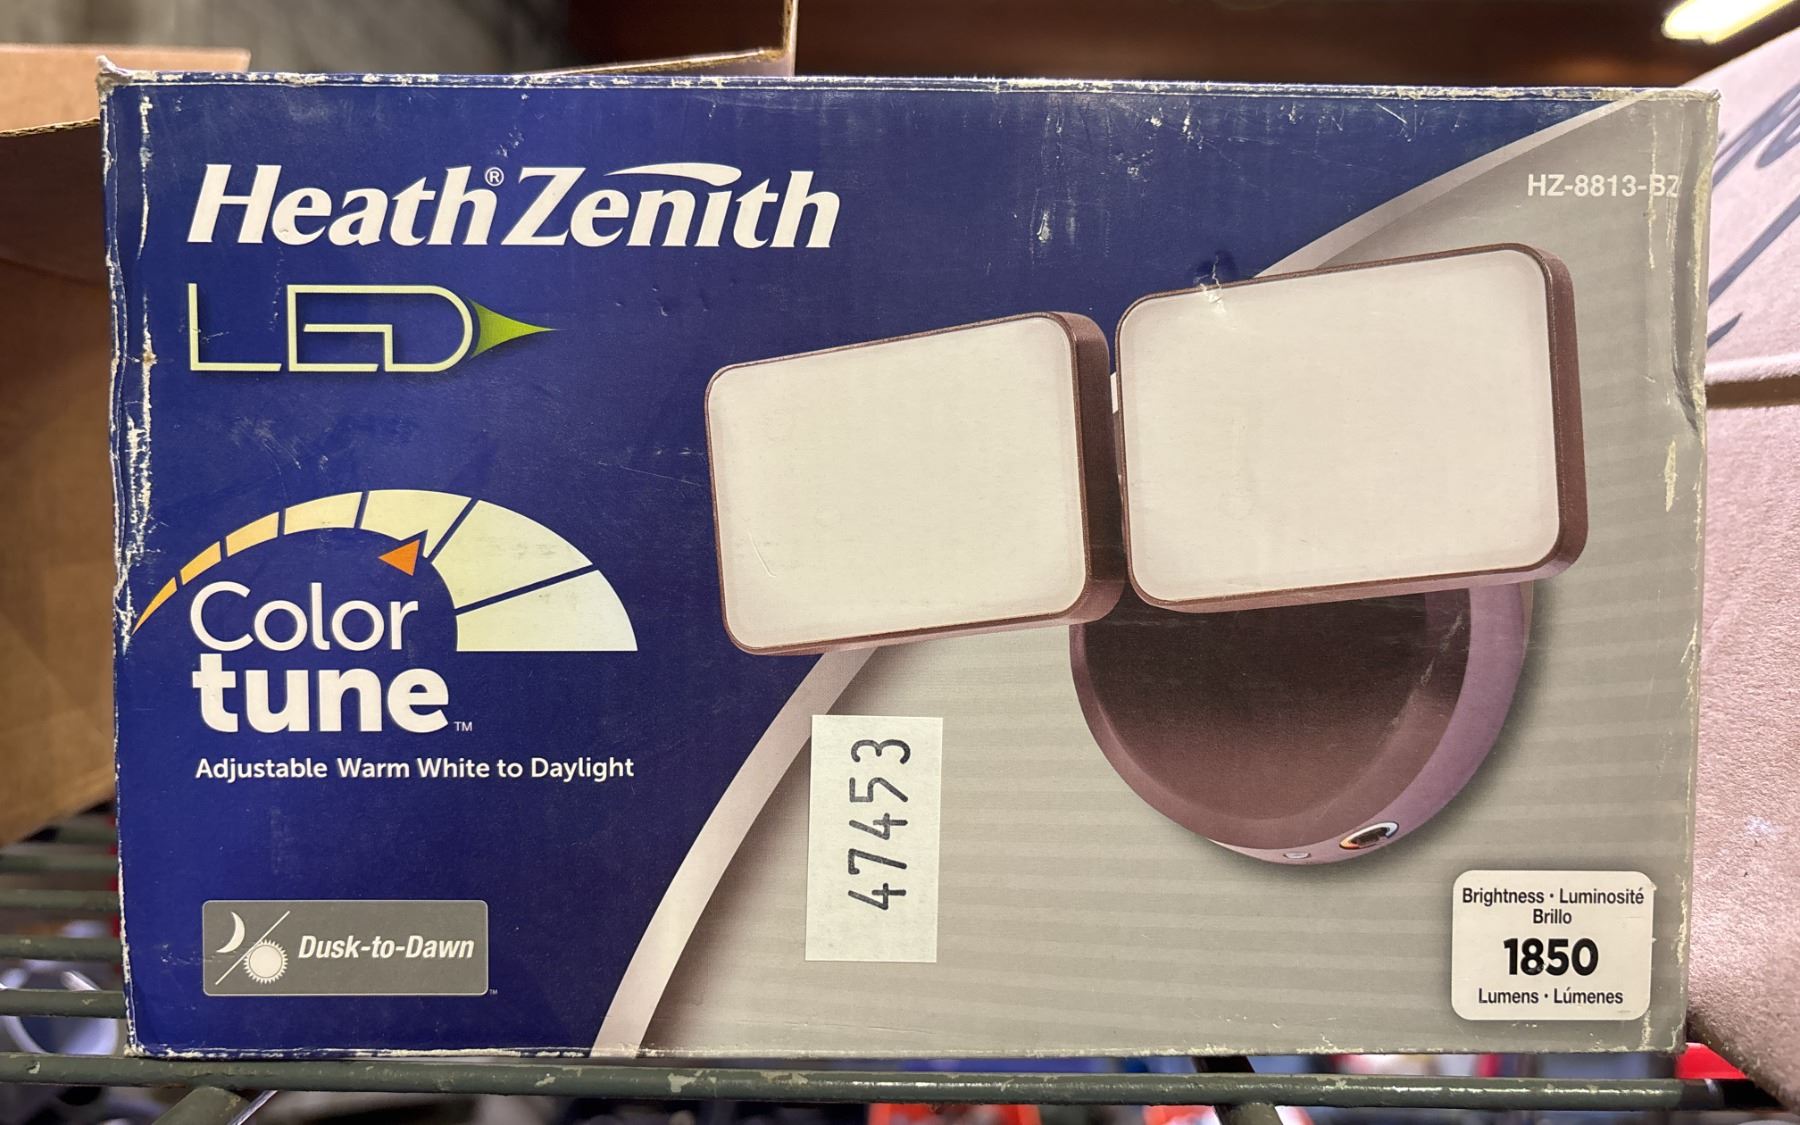 Heath® Zenith
HZ-8813-BZ
LED
Color
tune™
Adjustable Warm White to Daylight
47453
Dusk-to-Dawn™
Brightness · Luminosité
Brillo
1850
Lumens · Lúmenes